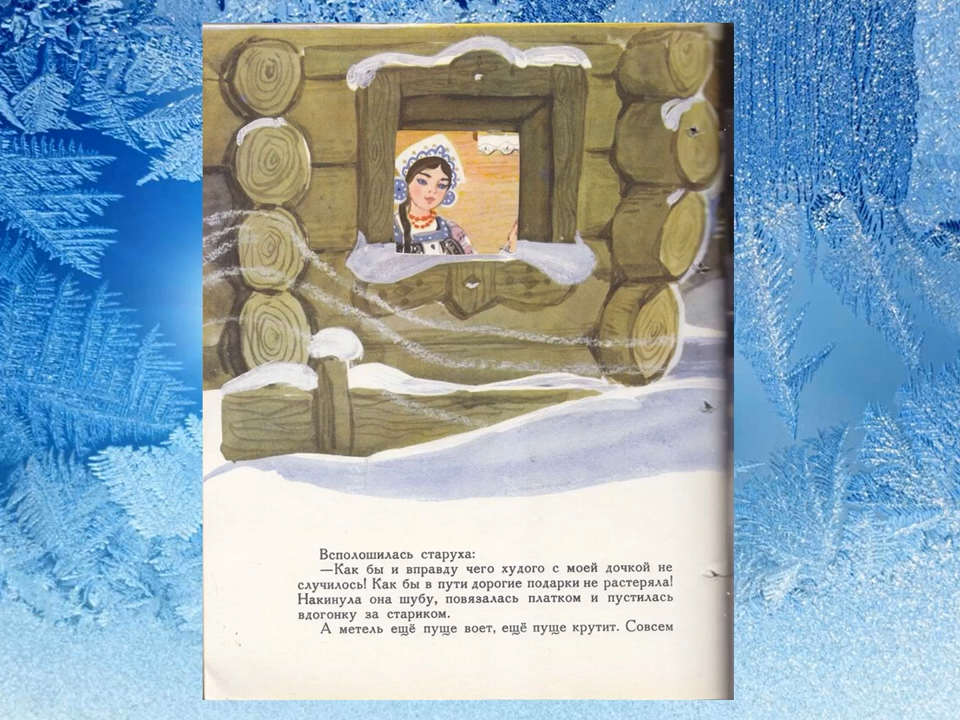 Всполошилась старуха:
—Как бы и вправду чего худого с моей дочкой не
случилось! Как бы в пути дорогие подарки не растеряла!
Накинула она шубу, повязалась платком и пустилась
вдогонку за стариком.
А метель ещё пуще воет, ещё пуще крутит. Совсем